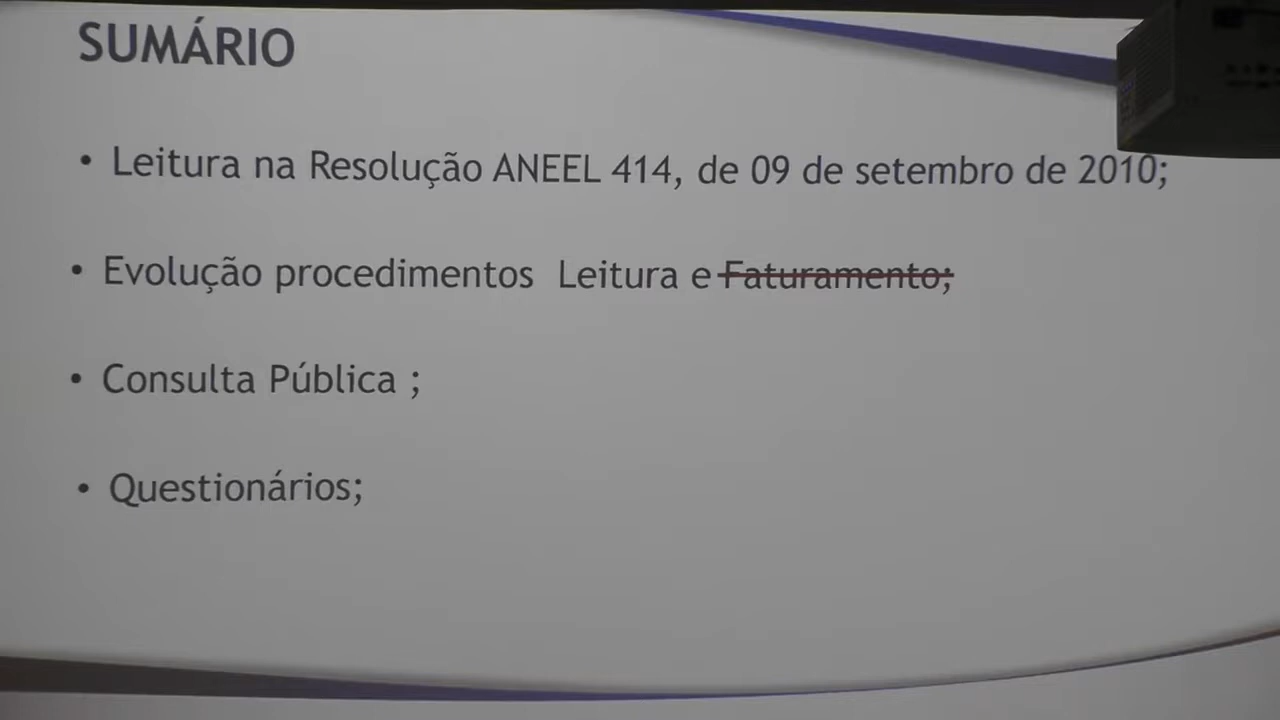 SUMÁRIO
• Leitura na Resolução ANEEL 414, de 09 de setembro de 2010;
• Evolução procedimentos Leitura e Faturamento;
• Consulta Pública ;
• Questionários;